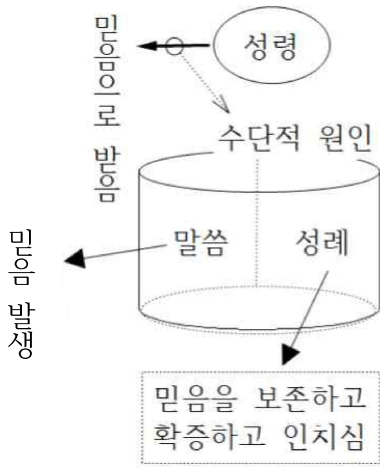 성령
믿음으로 받음
수단적 원인
말씀
성례
믿음 발생
믿음을 보존하고
확증하고 인치심